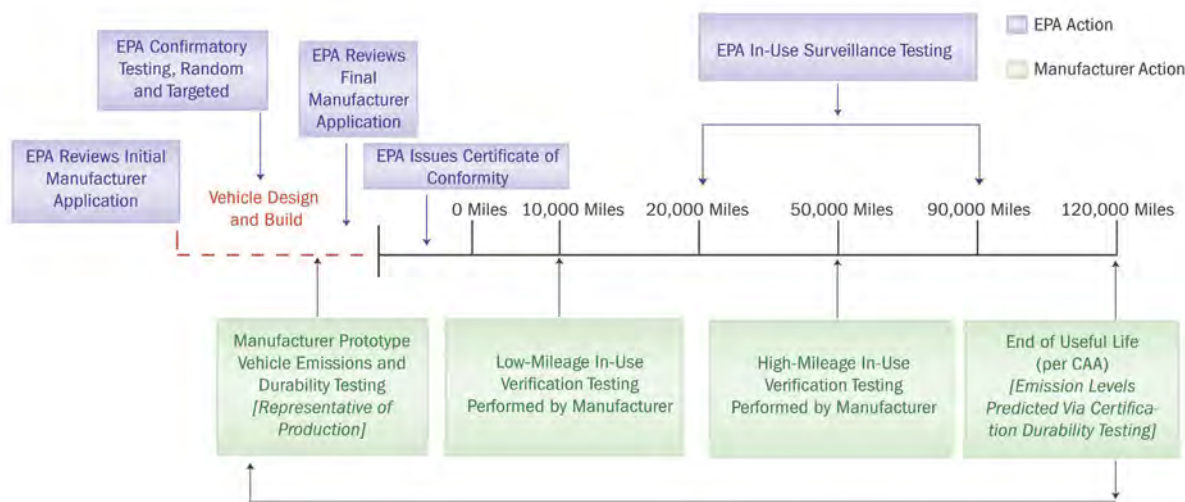 EPA Confirmatory
Testing, Random
and Targeted
EPA Reviews
Final
Manufacturer
Application
EPA In-Use Surveillance Testing
EPA Action
Manufacturer Action
EPA Reviews Initial
Manufacturer
Application
Vehicle Design
and Build
EPA Issues Certificate of
Conformity
0 Miles
10,000 Miles
20,000 Miles
50,000 Miles
90,000 Miles
120,000 Miles
Manufacturer Prototype
Vehicle Emissions and
Durability Testing
[Representative of
Production]
Low-Mileage In-Use
Verification Testing
Performed by Manufacturer
High-Mileage In-Use
Verification Testing
Performed by Manufacturer
End of Useful Life
(per CAA)
[Emission Levels
Predicted Via Certifica-
tion Durability Testing]